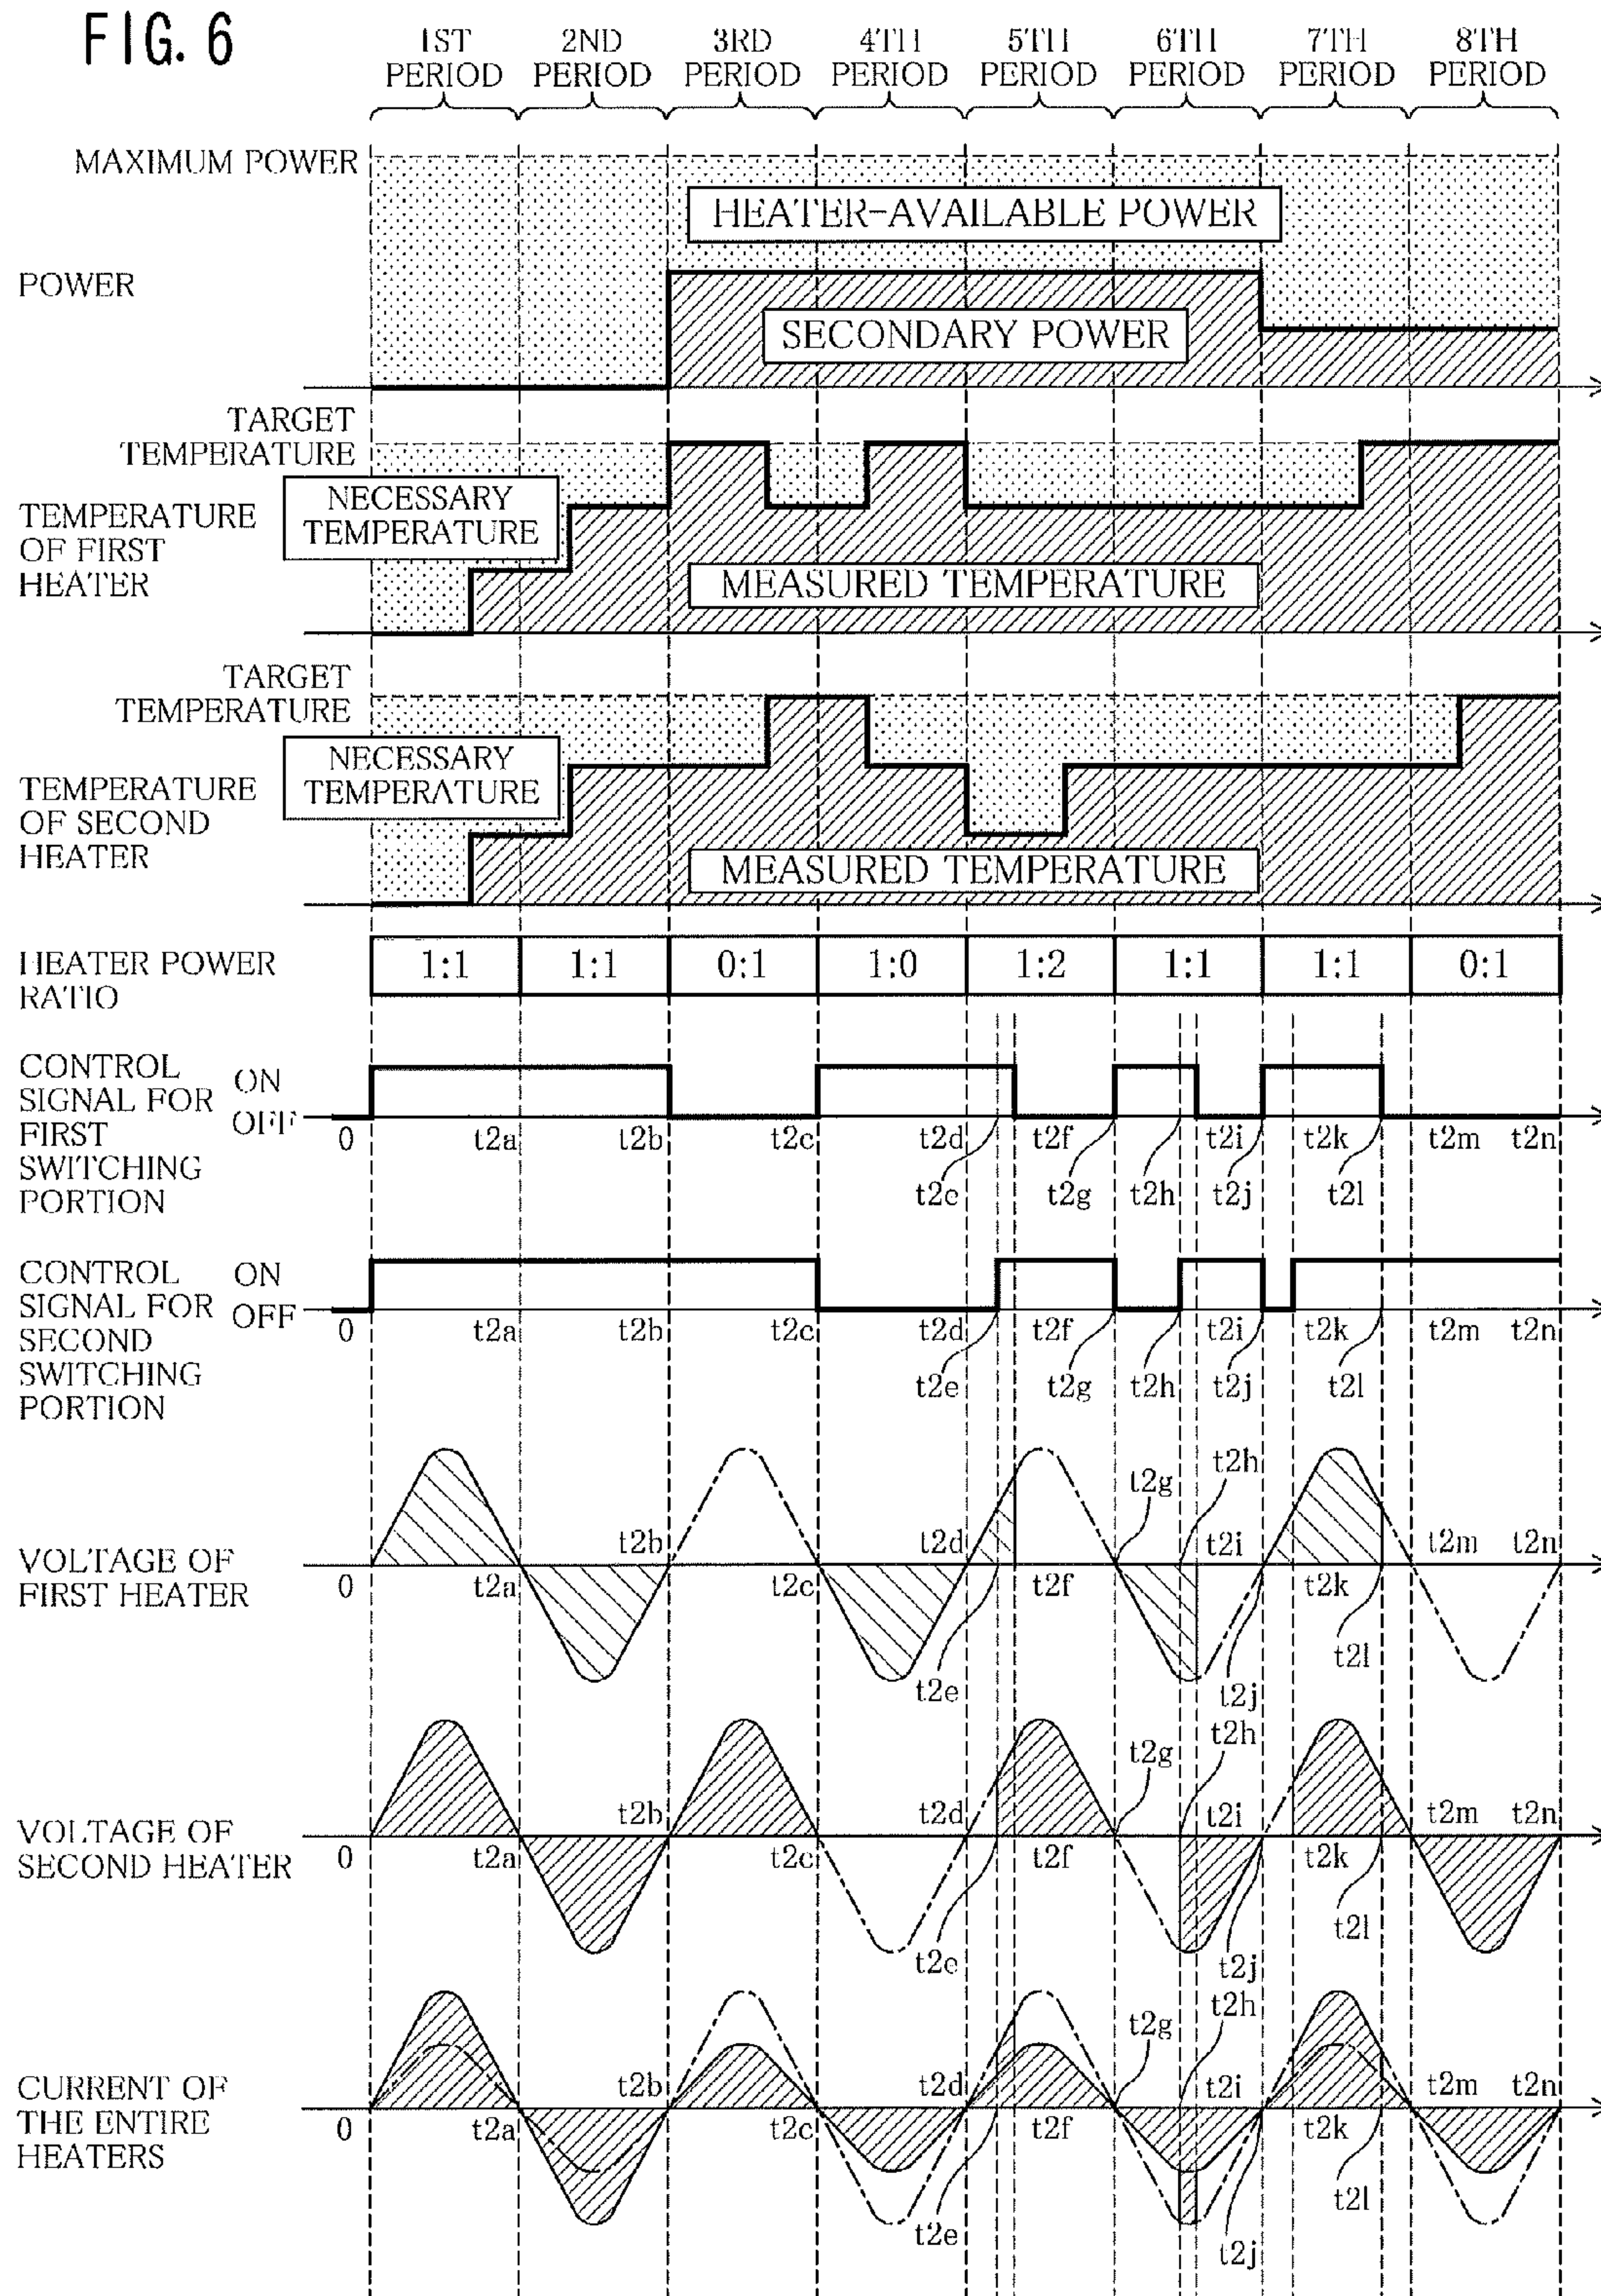 FIG. 6
1ST PERIOD
2ND PERIOD
3RD PERIOD
4TH PERIOD
5TH PERIOD
6TH PERIOD
7TH PERIOD
8TH PERIOD
MAXIMUM POWER
HEATER-AVAILABLE POWER
POWER
SECONDARY POWER
TARGET
TEMPERATURE
NECESSARY
TEMPERATURE
TEMPERATURE
OF FIRST
HEATER
MEASURED TEMPERATURE
TARGET
TEMPERATURE
NECESSARY
TEMPERATURE
TEMPERATURE
OF SECOND
HEATER
MEASURED TEMPERATURE
HEATER POWER
RATIO
1:1 1:1 0:1 1:0 1:2 1:1 1:1 0:1
CONTROL
SIGNAL FOR
FIRST
SWITCHING
PORTION
ON
OFF
0 t2a t2b t2c t2d t2f t2i t2k t2m t2n
t2e t2g t2h t2j t2l
CONTROL
SIGNAL FOR
SECOND
SWITCHING
PORTION
ON
OFF
0 t2a t2b t2c t2d t2f t2i t2k t2m t2n
t2e t2g t2h t2j t2l
VOLTAGE OF
FIRST HEATER
t2g t2h
t2b t2d t2i t2m t2n
0 t2a t2c t2f t2k
t2e t2j t2l
VOLTAGE OF
SECOND HEATER
t2g t2h
t2b t2d t2i t2m t2n
0 t2a t2c t2f t2k
t2e t2j t2l
CURRENT OF
THE ENTIRE
HEATERS
t2g t2h
t2b t2d t2i t2m t2n
0 t2a t2c t2f t2k
t2e t2j t2l